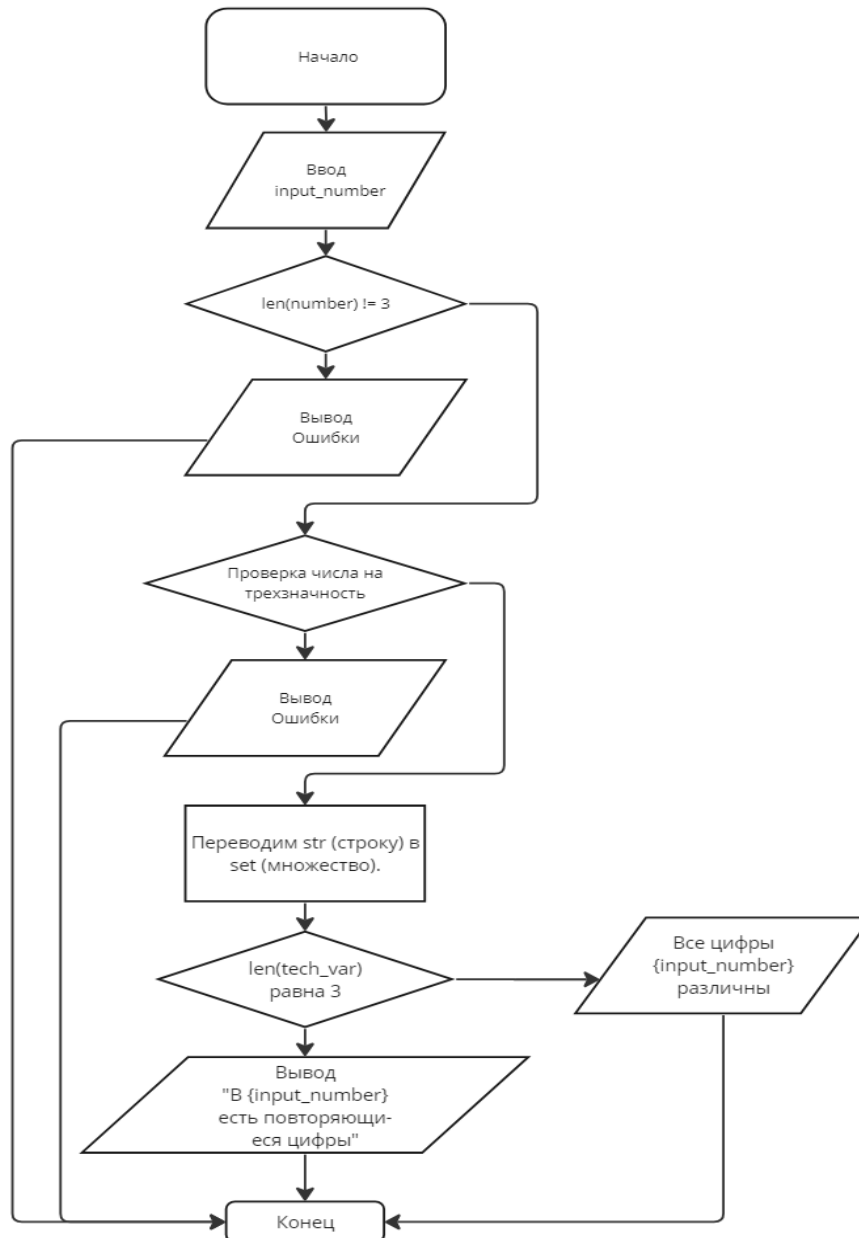 Начало
Ввод
input_number
len(number) != 3
Вывод
Ошибки
Проверка числа на
трехзначность
Вывод
Ошибки
Переводим str (строку) в
set (множество).
len(tech_var)
равна 3
Все цифры
{input_number}
различны
Вывод
"В {input_number}
есть повторяющи-
еся цифры"
Конец